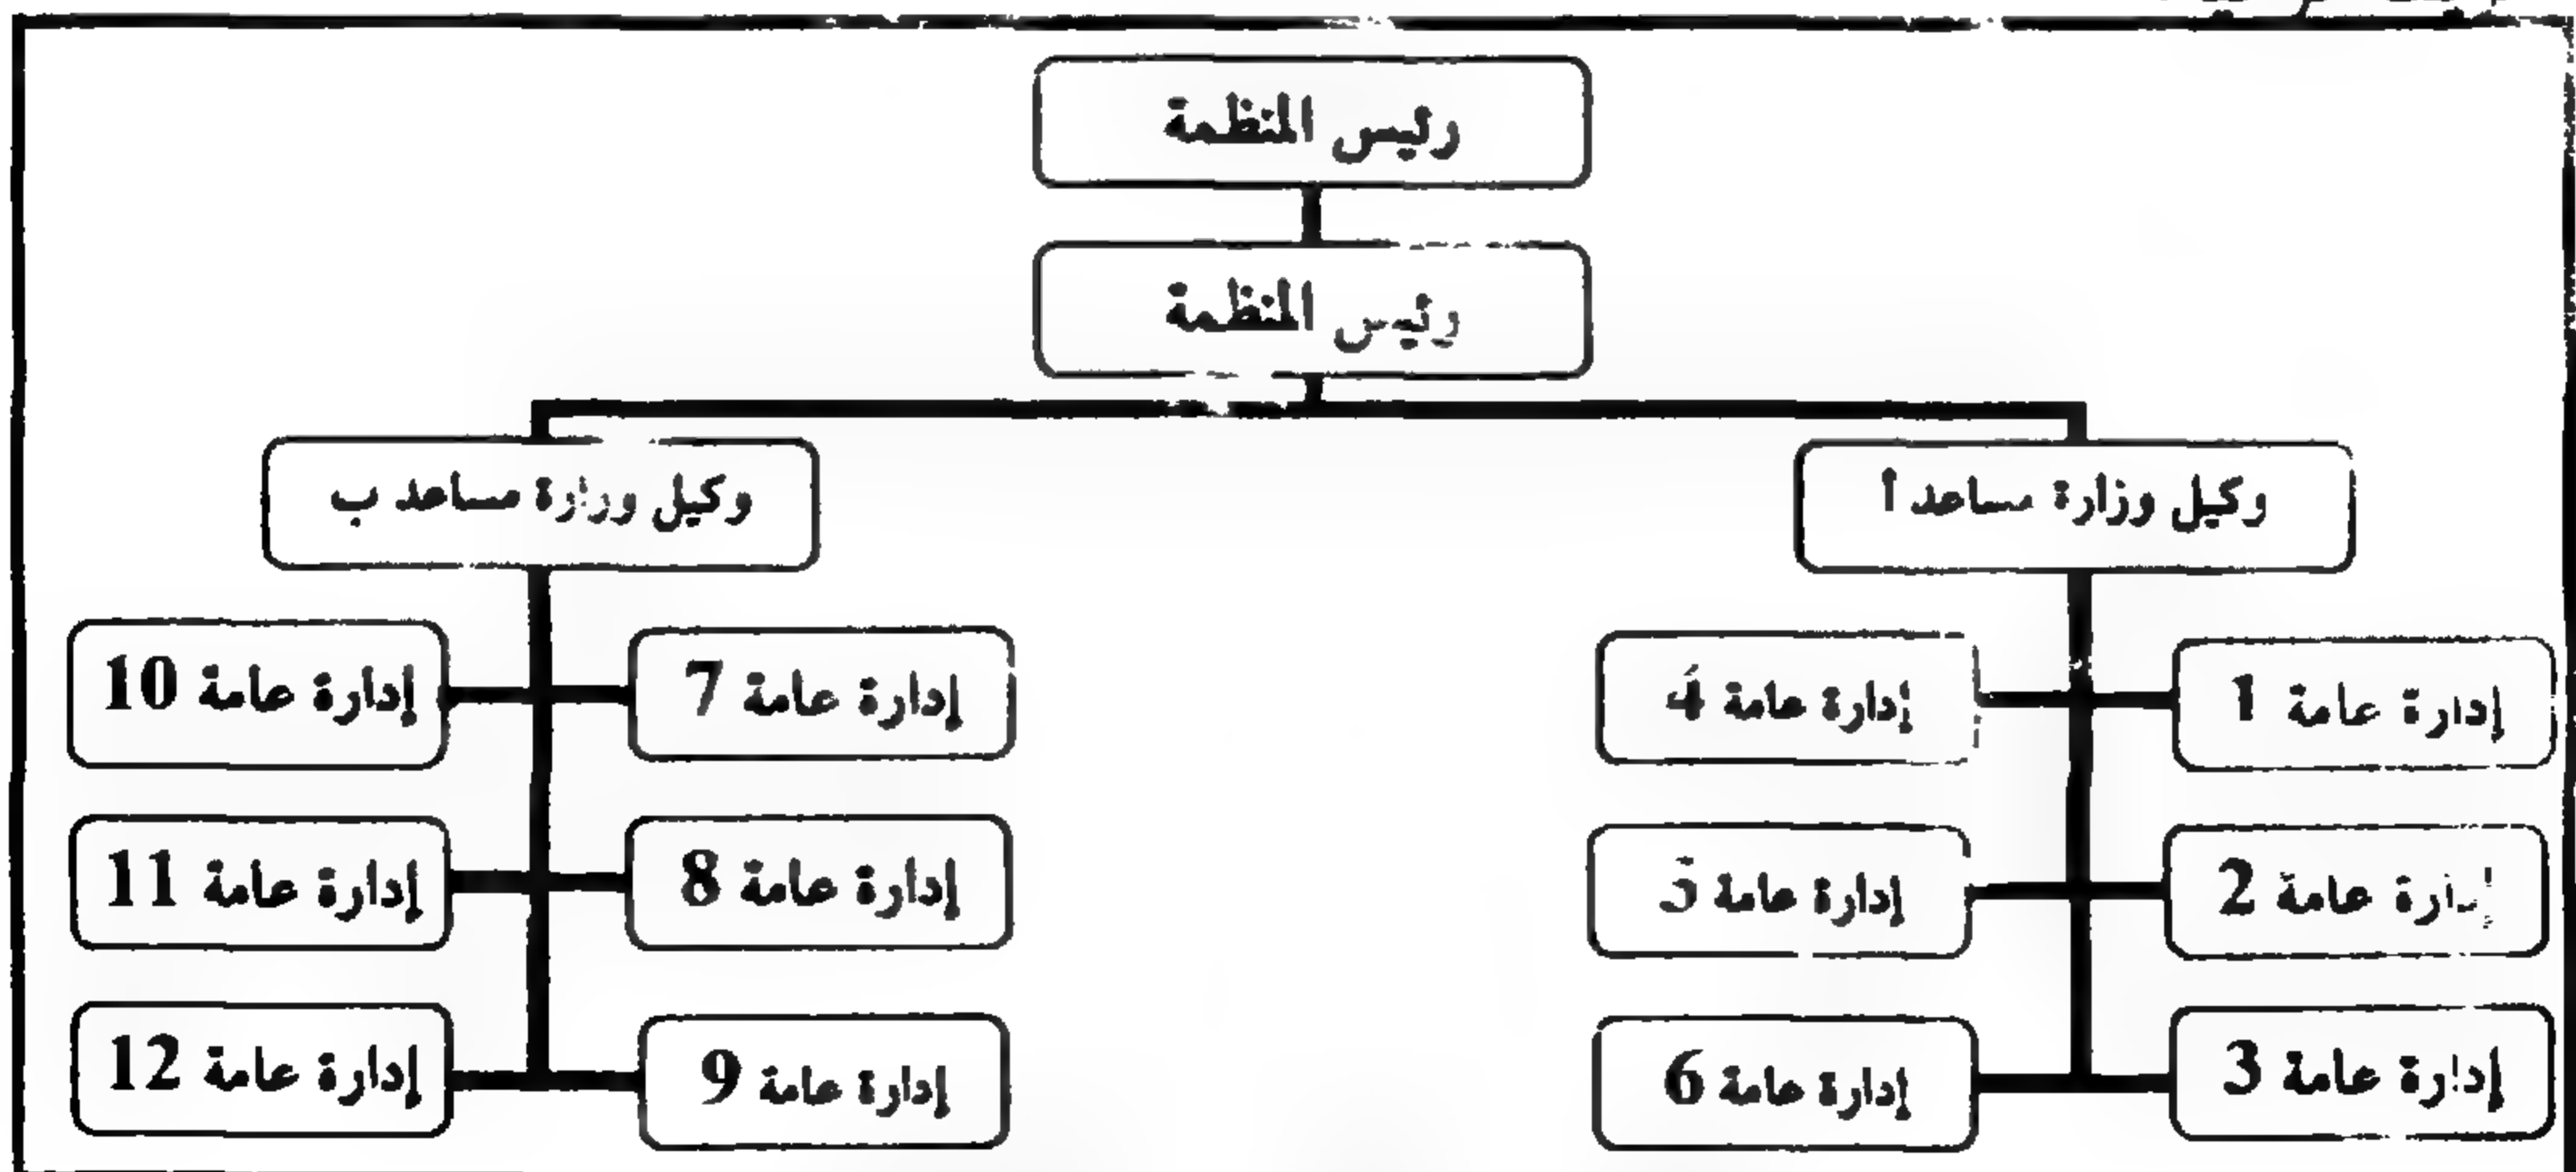 رئيس المنظمة
رئيس المنظمة
وكيل وزارة مساعد أ
وكيل وزارة مساعد ب
إدارة عامة 1
إدارة عامة 4
إدارة عامة 7
إدارة عامة 10
إدارة عامة 2
إدارة عامة 5
إدارة عامة 8
إدارة عامة 11
إدارة عامة 3
إدارة عامة 6
إدارة عامة 9
إدارة عامة 12